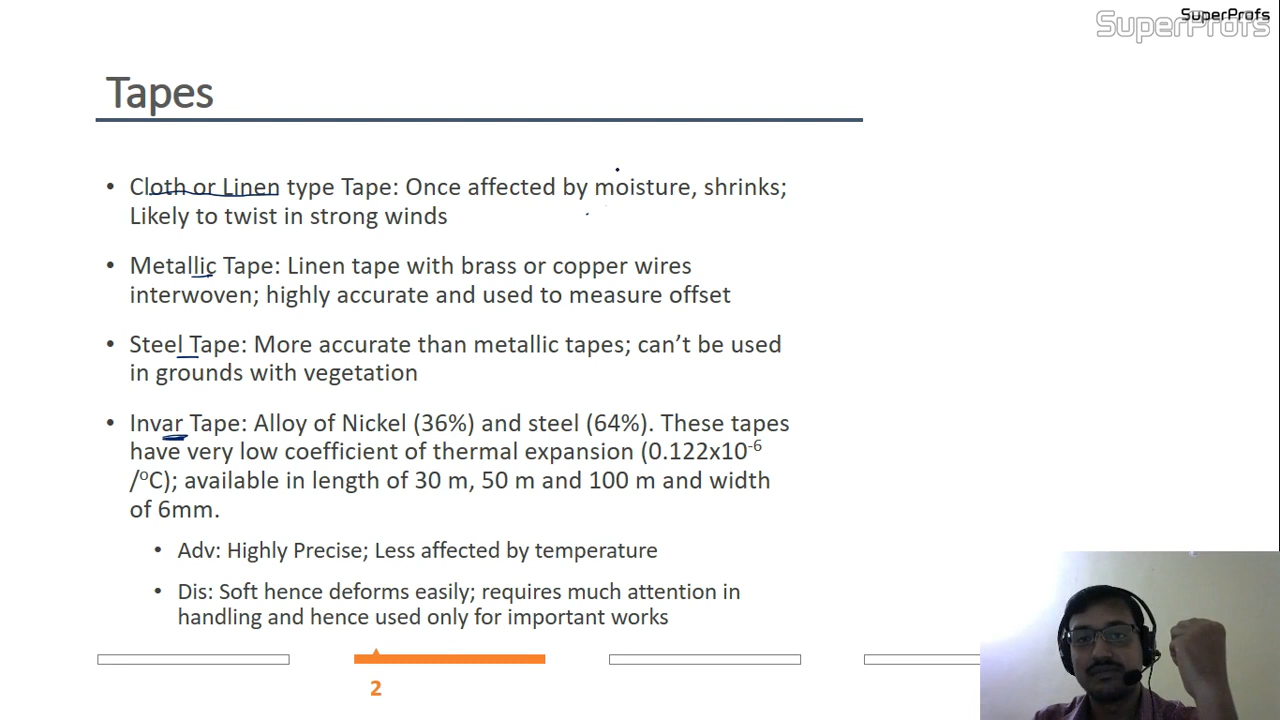 SuperProfs
SuperProfs
Tapes
• Cloth or Linen type Tape: Once affected by moisture, shrinks;
Likely to twist in strong winds
• Metallic Tape: Linen tape with brass or copper wires
interwoven; highly accurate and used to measure offset
• Steel Tape: More accurate than metallic tapes; can’t be used
in grounds with vegetation
• Invar Tape: Alloy of Nickel (36%) and steel (64%). These tapes
have very low coefficient of thermal expansion (0.122x10⁻⁶
/⁰C); available in length of 30 m, 50 m and 100 m and width
of 6mm.
• Adv: Highly Precise; Less affected by temperature
• Dis: Soft hence deforms easily; requires much attention in
handling and hence used only for important works
2